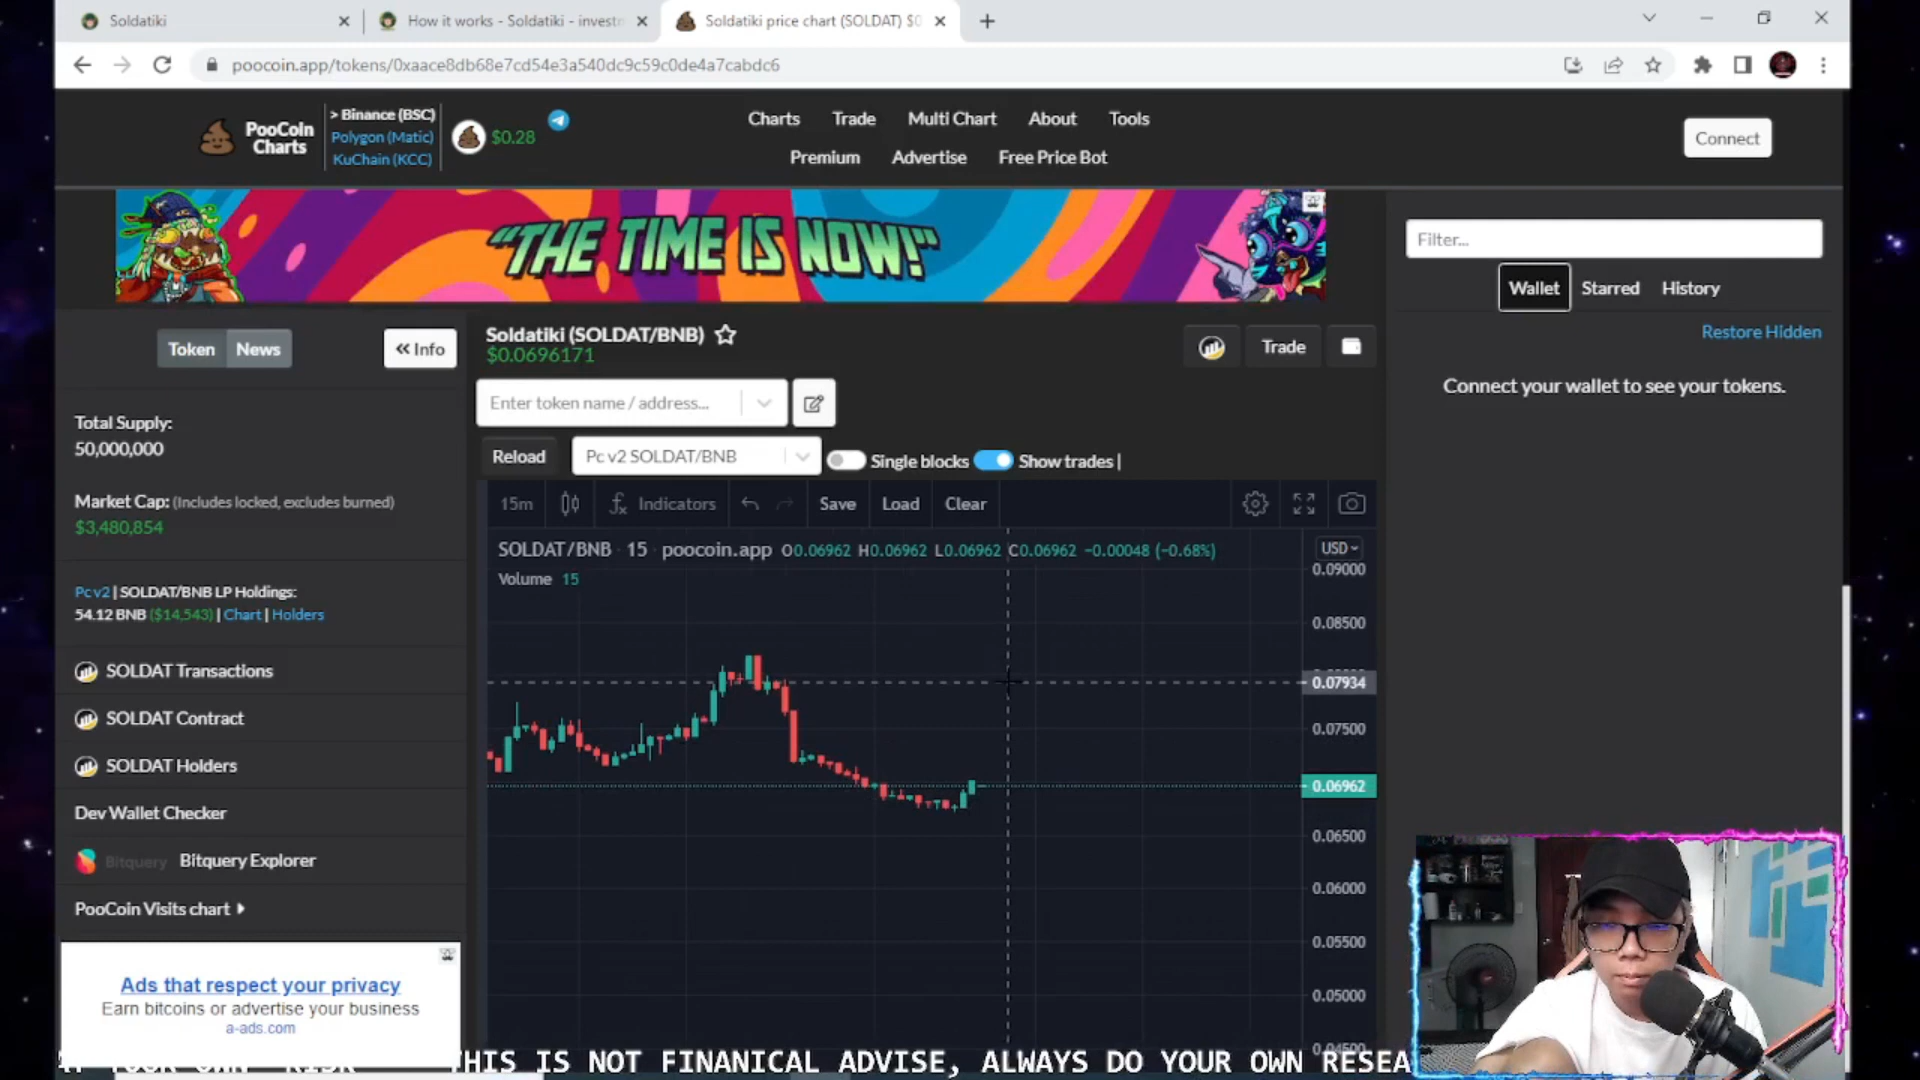 Soldatiki
How it works - Soldatiki - investm
Soldatiki price chart (SOLDAT) $0
poocoin.app/tokens/0xaace8db68e7cd54e3a540dc9c59c0de4a7cabdc6
PooCoin
Charts
> Binance (BSC)
Polygon (Matic)
KuChain (KCC)
$0.28
Charts
Trade
Multi Chart
About
Tools
Premium
Advertise
Free Price Bot
Connect
"THE TIME IS NOW!"
Filter...
Wallet
Starred
History
Restore Hidden
Connect your wallet to see your tokens.
Token
News
« Info
Total Supply:
50,000,000
Market Cap: (Includes locked, excludes burned)
$3,480,854
Pc v2 | SOLDAT/BNB LP Holdings:
54.12 BNB ($14,543) | Chart | Holders
SOLDAT Transactions
SOLDAT Contract
SOLDAT Holders
Dev Wallet Checker
Bitquery
Bitquery Explorer
PooCoin Visits chart
Ads that respect your privacy
Earn bitcoins or advertise your business
a-ads.com
Soldatiki (SOLDAT/BNB)
$0.0696171
Trade
Enter token name / address...
Reload
Pc v2 SOLDAT/BNB
Single blocks
Show trades |
15m
Indicators
Save
Load
Clear
SOLDAT/BNB · 15 · poocoin.app O0.06962 H0.06962 L0.06962 C0.06962 −0.00048 (−0.68%)
Volume 15
USD
0.09000
0.08500
0.07934
0.07500
0.06962
0.06500
0.06000
0.05500
0.05000
0.04500
AT YOUR OWN RISK THIS IS NOT FINANICAL ADVISE, ALWAYS DO YOUR OWN RESEA